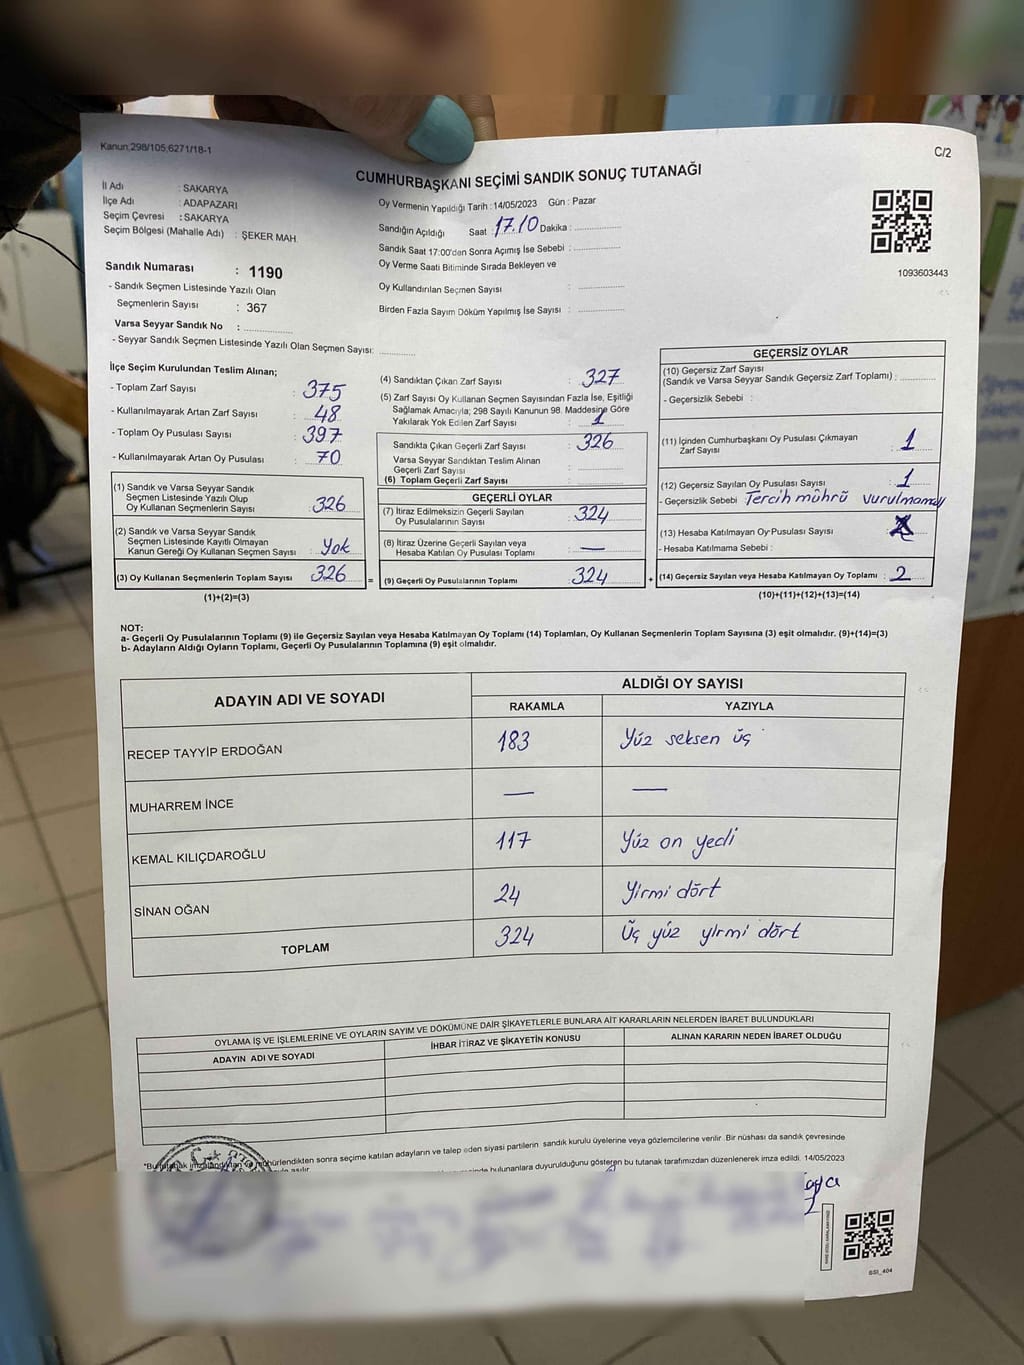 Kanun:298/105,6271/18-1
C/2
CUMHURBAŞKANI SEÇİMİ SANDIK SONUÇ TUTANAĞI
İl Adı : SAKARYA
İlçe Adı : ADAPAZARI
Seçim Çevresi : SAKARYA
Seçim Bölgesi (Mahalle Adı) : ŞEKER MAH.
Sandık Numarası : 1190
- Sandık Seçmen Listesinde Yazılı Olan
Seçmenlerin Sayısı : 367
Varsa Seyyar Sandık No :
- Seyyar Sandık Seçmen Listesinde Yazılı Olan Seçmen Sayısı:
Oy Vermenin Yapıldığı Tarih : 14/05/2023 Gün : Pazar
Sandığın Açıldığı Saat : 17.10 Dakika :
Sandık Saat 17:00'den Sonra Açımış İse Sebebi :
Oy Verme Saati Bitiminde Sırada Bekleyen ve
Oy Kullandırılan Seçmen Sayısı :
Birden Fazla Sayım Döküm Yapılmış İse Sayısı :
1093603443
İlçe Seçim Kurulundan Teslim Alınan;
- Toplam Zarf Sayısı : 375
- Kullanılmayarak Artan Zarf Sayısı : 48
- Toplam Oy Pusulası Sayısı : 397
- Kullanılmayarak Artan Oy Pusulası : 70
(1) Sandık ve Varsa Seyyar Sandık
Seçmen Listesinde Yazılı Olup
Oy Kullanan Seçmenlerin Sayısı : 326
(2) Sandık ve Varsa Seyyar Sandık
Seçmen Listesinde Kayıtlı Olmayan
Kanun Gereği Oy Kullanan Seçmen Sayısı : Yok
(3) Oy Kullanan Seçmenlerin Toplam Sayısı : 326 =
(1)+(2)=(3)
(4) Sandıktan Çıkan Zarf Sayısı : 327
(5) Zarf Sayısı Oy Kullanan Seçmen Sayısından Fazla İse, Eşitliği
Sağlamak Amacıyla; 298 Sayılı Kanunun 98. Maddesine Göre
Yakılarak Yok Edilen Zarf Sayısı : 1
Sandıkta Çıkan Geçerli Zarf Sayısı : 326
Varsa Seyyar Sandıktan Teslim Alınan
Geçerli Zarf Sayısı :
(6) Toplam Geçerli Zarf Sayısı :
GEÇERLİ OYLAR
(7) İtiraz Edilmeksizin Geçerli Sayılan
Oy Pusulalarının Sayısı : 324
(8) İtiraz Üzerine Geçerli Sayılan veya
Hesaba Katılan Oy Pusulası Toplamı : —
(9) Geçerli Oy Pusulalarının Toplamı : 324 +
GEÇERSİZ OYLAR
(10) Geçersiz Zarf Sayısı
(Sandık ve Varsa Seyyar Sandık Geçersiz Zarf Toplamı) :
- Geçersizlik Sebebi :
(11) İçinden Cumhurbaşkanı Oy Pusulası Çıkmayan
Zarf Sayısı : 1
(12) Geçersiz Sayılan Oy Pusulası Sayısı : 1
- Geçersizlik Sebebi : Tercih mührü vurulmamış
(13) Hesaba Katılmayan Oy Pusulası Sayısı :
- Hesaba Katılmama Sebebi :
(14) Geçersiz Sayılan veya Hesaba Katılmayan Oy Toplamı : 2
(10)+(11)+(12)+(13)=(14)
NOT:
a- Geçerli Oy Pusulalarının Toplamı (9) ile Geçersiz Sayılan veya Hesaba Katılmayan Oy Toplamı (14) Toplamları, Oy Kullanan Seçmenlerin Toplam Sayısına (3) eşit olmalıdır. (9)+(14)=(3)
b- Adayların Aldığı Oyların Toplamı, Geçerli Oy Pusulalarının Toplamına (9) eşit olmalıdır.
ADAYIN ADI VE SOYADI ALDIĞI OY SAYISI
RAKAMLA YAZIYLA
RECEP TAYYİP ERDOĞAN 183 Yüz seksen üç
MUHARREM İNCE — —
KEMAL KILIÇDAROĞLU 117 Yüz on yedi
SİNAN OĞAN 24 Yirmi dört
TOPLAM 324 Üç yüz yirmi dört
OYLAMA İŞ VE İŞLEMLERİNE VE OYLARIN SAYIM VE DÖKÜMÜNE DAİR ŞİKAYETLERLE BUNLARA AİT KARARLARIN NELERDEN İBARET BULUNDUKLARI
ADAYIN ADI VE SOYADI İHBAR İTİRAZ VE ŞİKAYETİN KONUSU ALINAN KARARIN NEDEN İBARET OLDUĞU
mühürlendikten sonra seçime katılan adayların ve talep eden siyasi partilerin sandık kurulu üyelerine veya gözlemcilerine verilir. Bir nüshası da sandık çevresinde
bulunanlara duyurulduğunu gösteren bu tutanak tarafımızdan düzenlenerek imza edildi. 14/05/2023
SSI_404